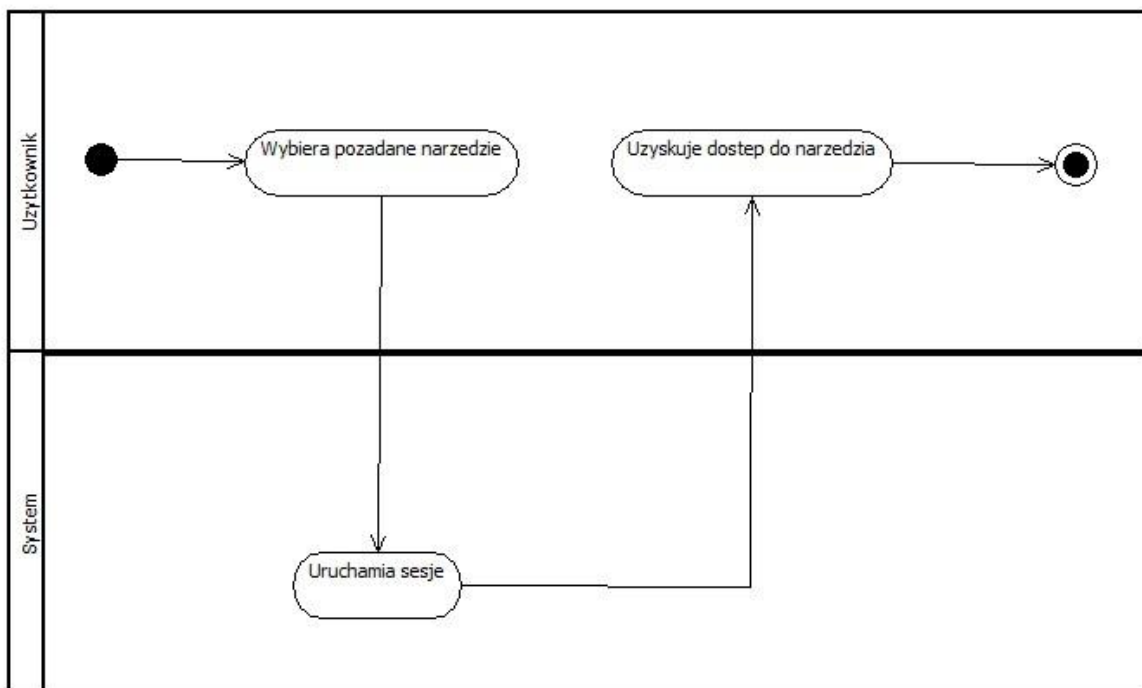 Uzytkownik
Wybiera pozadane narzedzie
Uzyskuje dostep do narzedzia
System
Uruchamia sesje